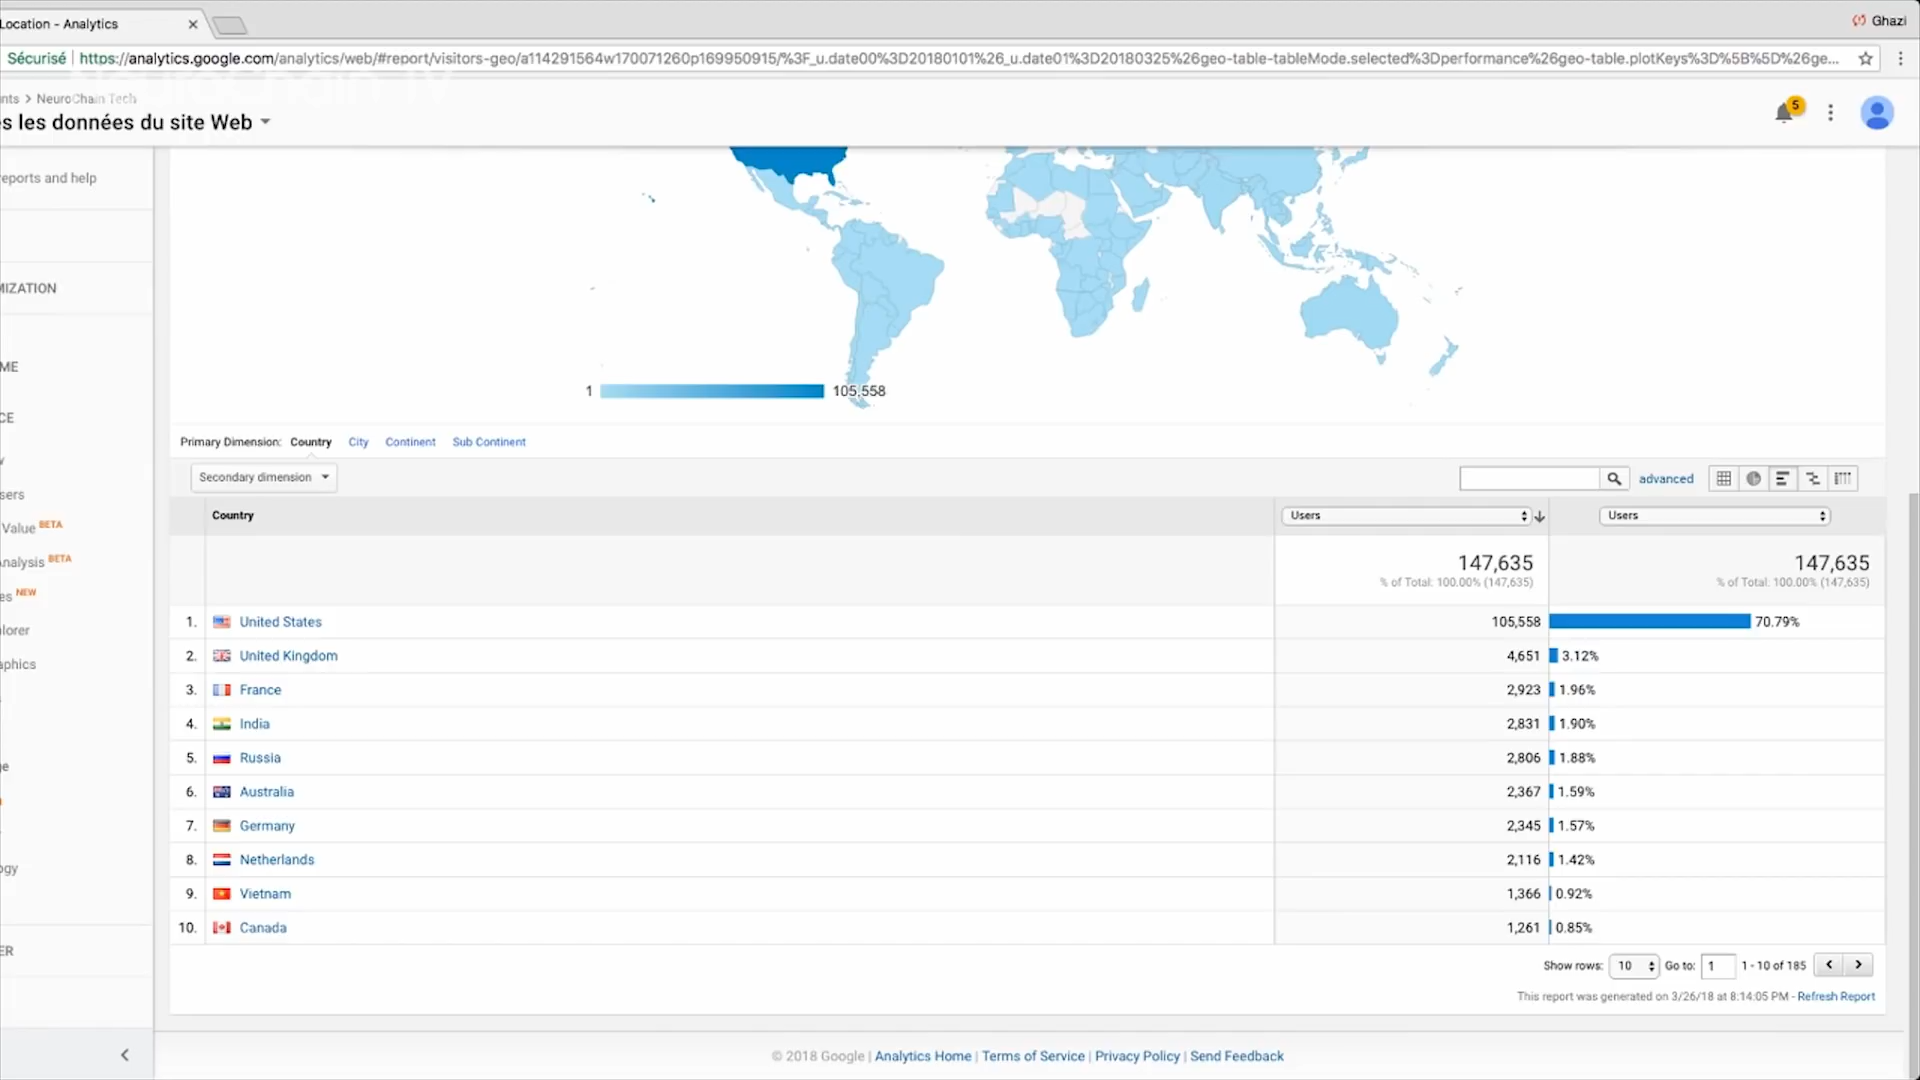 Location - Analytics
Ghazi
Sécurisé https://analytics.google.com/analytics/web/#report/visitors-geo/a114291564w170071260p169950915/%3F_u.date00%3D20180101%26_u.date01%3D20180325%26geo-table-tableMode.selected%3Dperformance%26geo-table.plotKeys%3D%5B%5D%26ge...
nts > NeuroChain Tech
s les données du site Web
5
reports and help
MIZATION
ME
CE
sers
Value BETA
nalysis BETA
es NEW
lorer
aphics
ge
ogy
ER
1 105,558
Primary Dimension: Country City Continent Sub Continent
Secondary dimension
advanced
Country Users Users
147,635 147,635
% of Total: 100.00% (147,635) % of Total: 100.00% (147,635)
1. United States 105,558 70.79%
2. United Kingdom 4,651 3.12%
3. France 2,923 1.96%
4. India 2,831 1.90%
5. Russia 2,806 1.88%
6. Australia 2,367 1.59%
7. Germany 2,345 1.57%
8. Netherlands 2,116 1.42%
9. Vietnam 1,366 0.92%
10. Canada 1,261 0.85%
Show rows: 10 Go to: 1 1 - 10 of 185
This report was generated on 3/26/18 at 8:14:05 PM - Refresh Report
© 2018 Google | Analytics Home | Terms of Service | Privacy Policy | Send Feedback